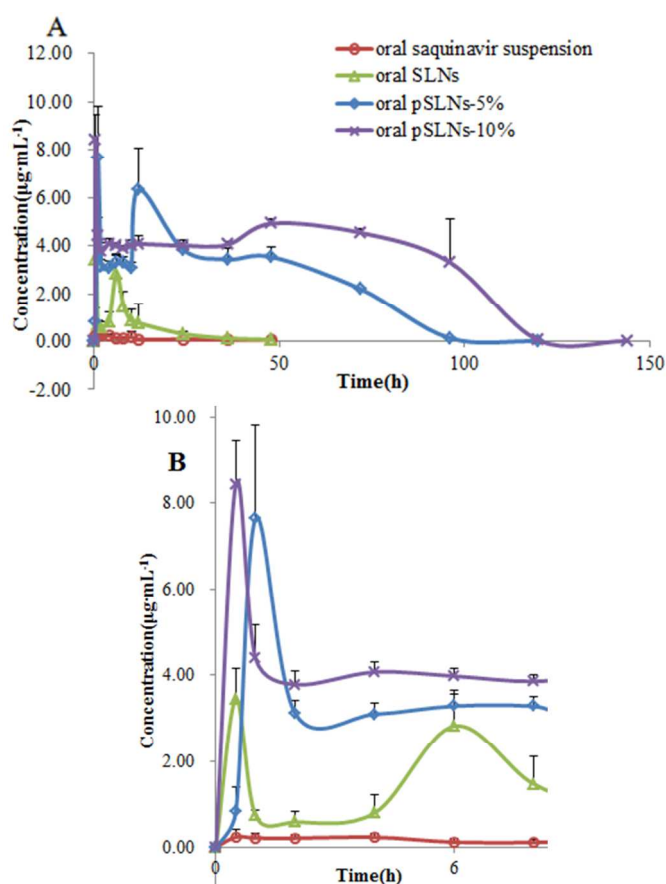 A
12.00
10.00
8.00
6.00
4.00
2.00
0.00
-2.00
Concentration(μg·mL⁻¹)
oral saquinavir suspension
oral SLNs
oral pSLNs-5%
oral pSLNs-10%
0
50
100
150
Time(h)
B
10.00
8.00
6.00
4.00
2.00
0.00
Concentration(μg·mL⁻¹)
0
6
Time(h)